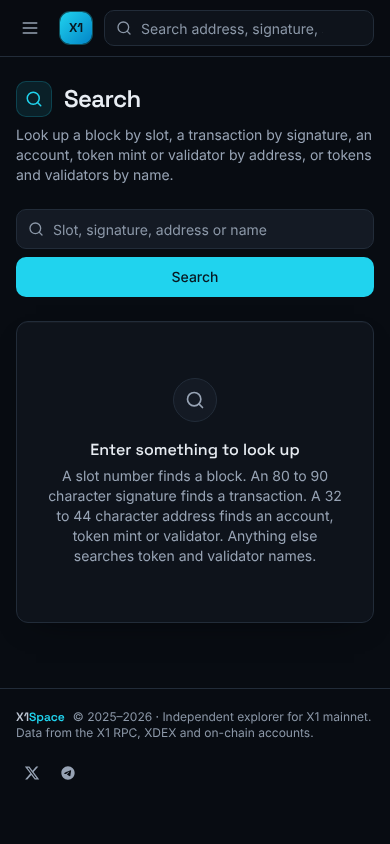 X1
Search address, signature,
Search
Look up a block by slot, a transaction by signature, an
account, token mint or validator by address, or tokens
and validators by name.
Slot, signature, address or name
Search
Enter something to look up
A slot number finds a block. An 80 to 90
character signature finds a transaction. A 32
to 44 character address finds an account,
token mint or validator. Anything else
searches token and validator names.
X1Space © 2025–2026 · Independent explorer for X1 mainnet.
Data from the X1 RPC, XDEX and on-chain accounts.